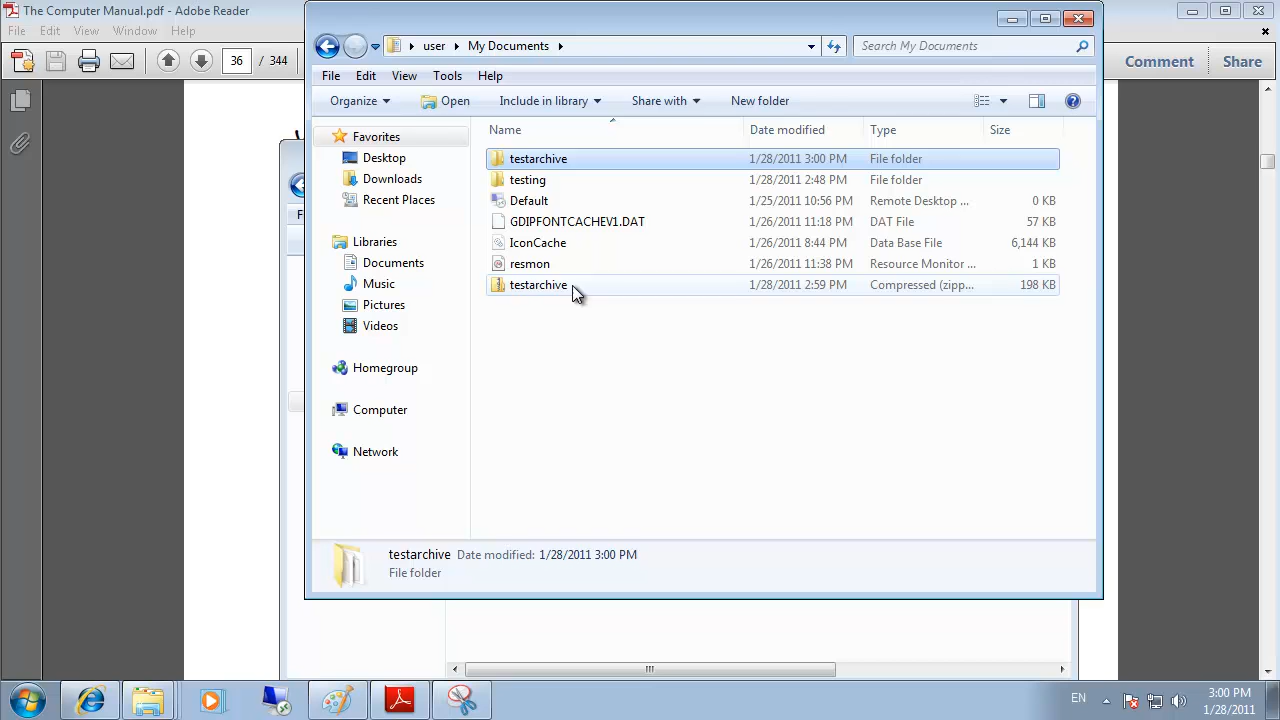 The Computer Manual.pdf - Adobe Reader
File Edit View Window Help
36 / 344
Comment Share
user My Documents
Search My Documents
File Edit View Tools Help
Organize Open Include in library Share with New folder
Name Date modified Type Size
testarchive 1/28/2011 3:00 PM File folder
testing 1/28/2011 2:48 PM File folder
Default 1/25/2011 10:56 PM Remote Desktop ... 0 KB
GDIPFONTCACHEV1.DAT 1/26/2011 11:18 PM DAT File 57 KB
IconCache 1/26/2011 8:44 PM Data Base File 6,144 KB
resmon 1/26/2011 11:38 PM Resource Monitor ... 1 KB
testarchive 1/28/2011 2:59 PM Compressed (zipp... 198 KB
Favorites
Desktop
Downloads
Recent Places
Libraries
Documents
Music
Pictures
Videos
Homegroup
Computer
Network
testarchive Date modified: 1/28/2011 3:00 PM
File folder
EN
3:00 PM
1/28/2011